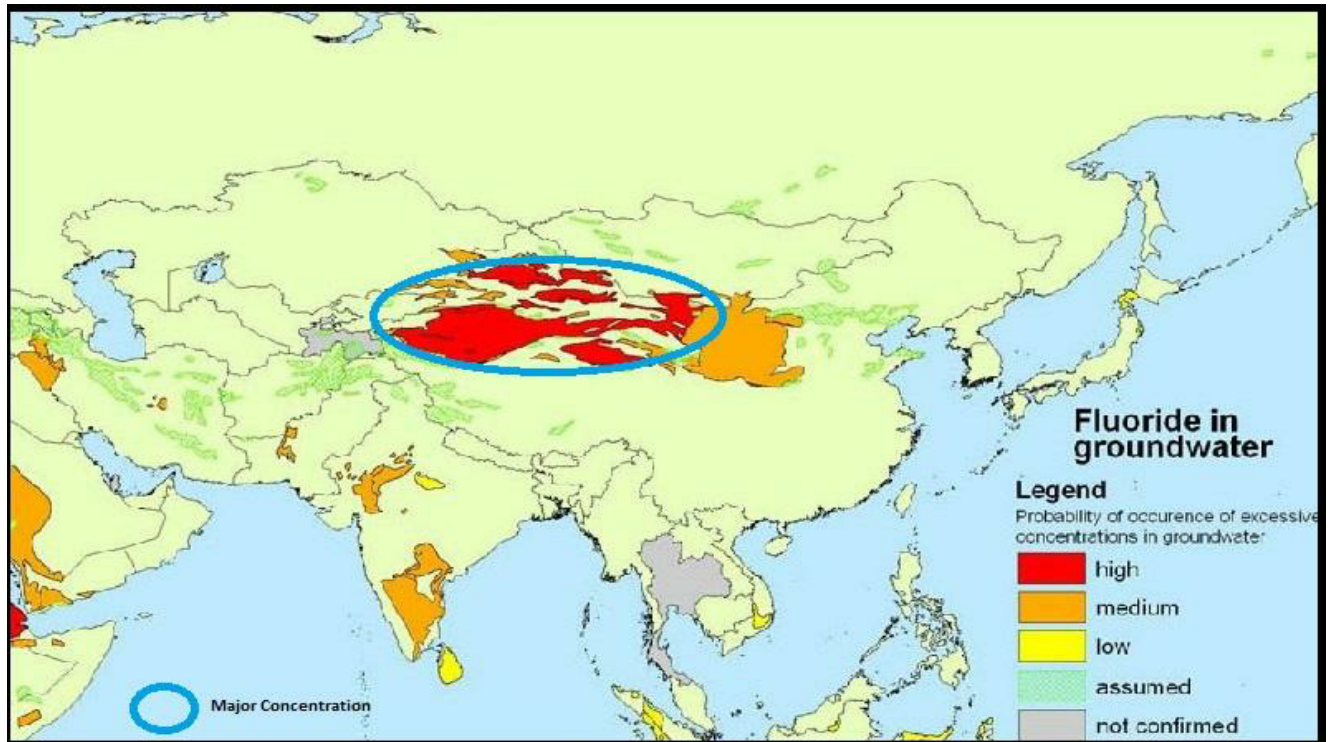 Fluoride in
groundwater
Legend
Probability of occurence of excessive
concentrations in groundwater
high
medium
low
assumed
not confirmed
Major Concentration